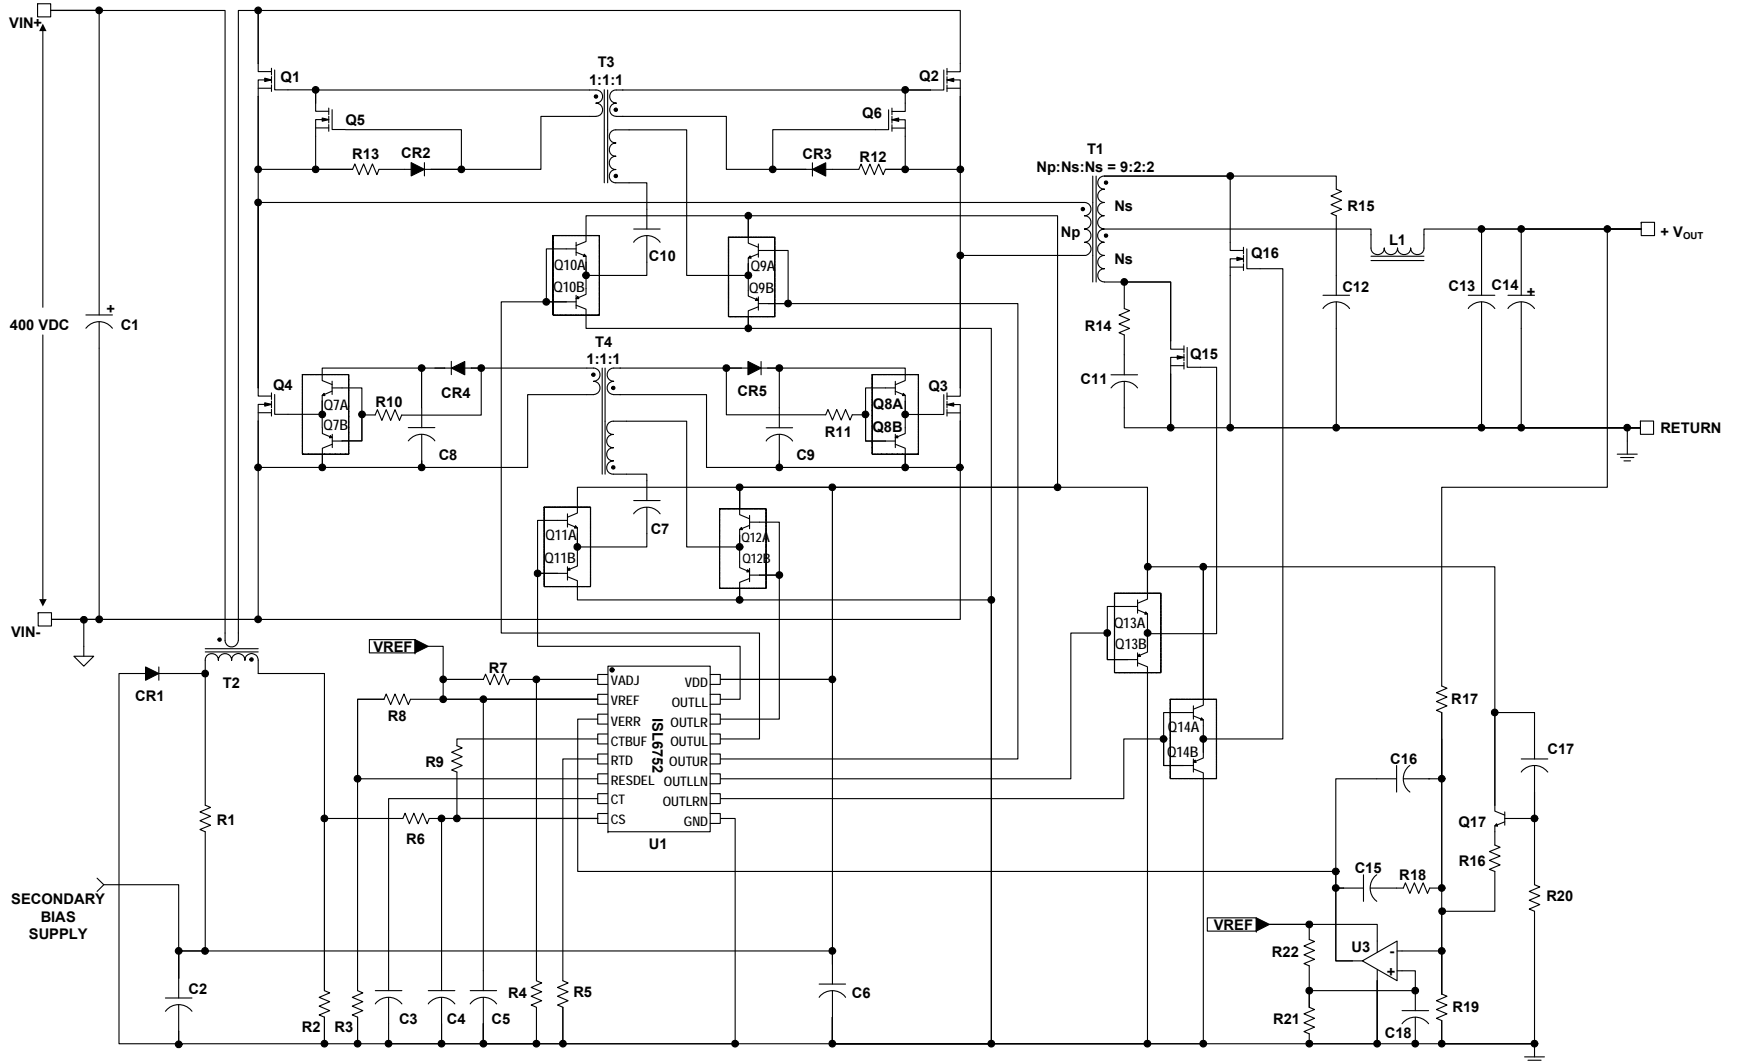 VIN+
T3
1:1:1
Q1
Q2
Q5
Q6
R13
CR2
CR3
R12
T1
Np:Ns:Ns = 9:2:2
Ns
Np
Ns
R15
L1
+ VOUT
Q16
Q10A
Q10B
C10
Q9A
Q9B
C12
C13
C14
+
400 VDC
+
C1
R14
Q15
C11
T4
1:1:1
Q4
Q7A
Q7B
R10
CR4
C8
CR5
C9
R11
Q8A
Q8B
Q3
RETURN
Q11A
Q11B
C7
Q12A
Q12B
VIN-
Q13A
Q13B
CR1
T2
VREF
R7
R8
R9
R6
VADJ
VREF
VERR
CTBUF
RTD
RESDEL
CT
CS
ISL6752
VDD
OUTLL
OUTLR
OUTUL
OUTUR
OUTLLN
OUTLRN
GND
U1
Q14A
Q14B
R17
C16
C17
Q17
R16
R1
C15
R18
R20
SECONDARY
BIAS
SUPPLY
VREF
R22
U3
-
+
C2
R2
R3
C3
C4
C5
R4
R5
C6
R21
C18
R19